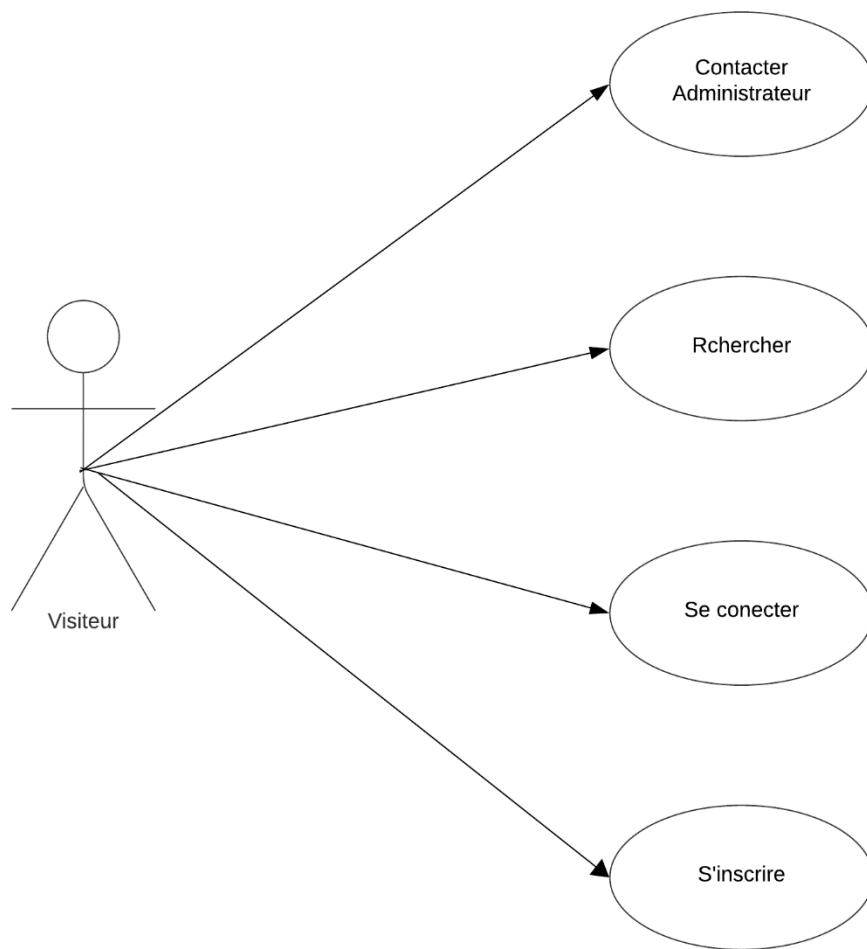 Contacter
Administrateur
Rchercher
Se conecter
Visiteur
S'inscrire